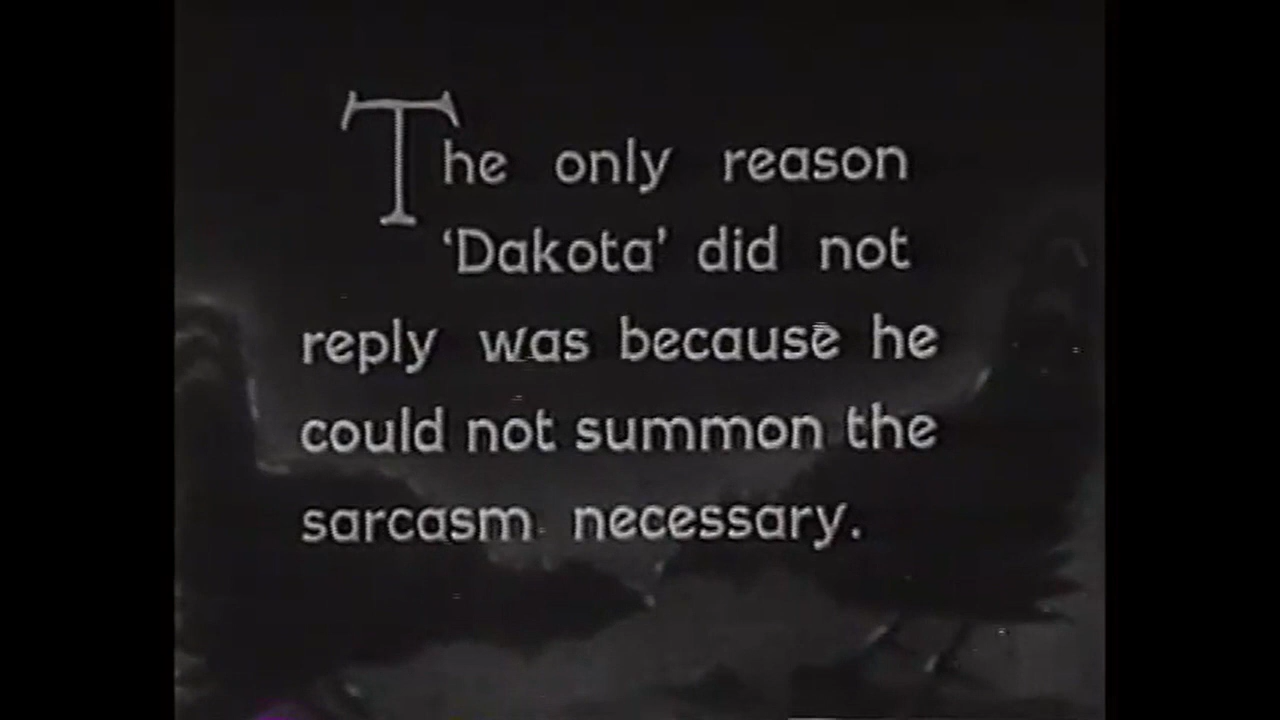 The only reason
'Dakota' did not
reply was because he
could not summon the
sarcasm necessary.